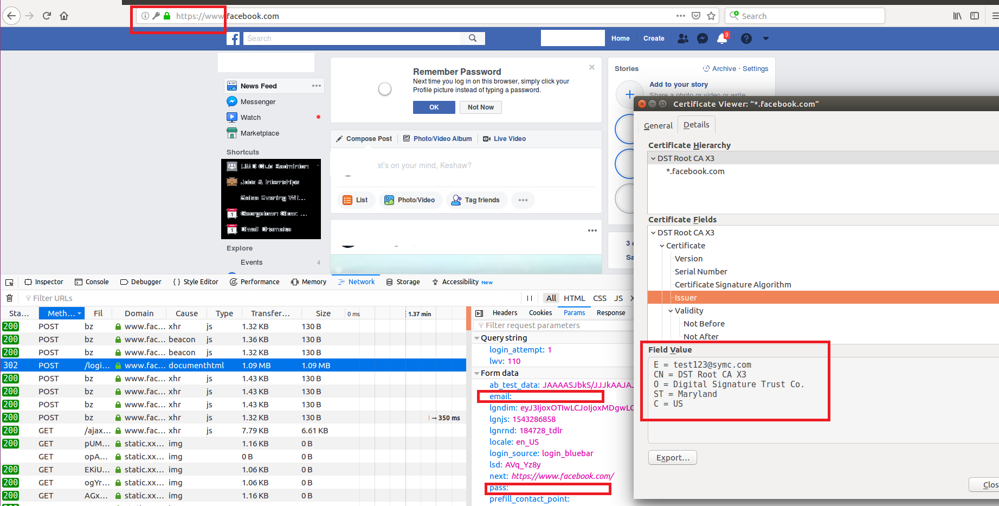 https://www.facebook.com
Search
Search
Home
Create
9
News Feed
Messenger
Watch
Marketplace
Shortcuts
UMD Club Badminton
Jobs & Internships
Salsa Evening Wit...
Georgetown Glow: ...
Diwali Dhamaka
Explore
Events
4
Remember Password
Next time you log in on this browser, simply click your
Profile picture instead of typing a password.
OK
Not Now
Compose Post
Photo/Video Album
Live Video
at's on your mind, Keshaw?
List
Photo/Video
Tag friends
Stories
Archive · Settings
Add to your story
Share a photo or video or write
3 e
Sa
Certificate Viewer: “*.facebook.com”
General
Details
Certificate Hierarchy
DST Root CA X3
*.facebook.com
Certificate Fields
DST Root CA X3
Certificate
Version
Serial Number
Certificate Signature Algorithm
Issuer
Validity
Not Before
Not After
Field Value
E = test123@symc.com
CN = DST Root CA X3
O = Digital Signature Trust Co.
ST = Maryland
C = US
Export...
Clos
Inspector Console Debugger {} Style Editor Performance Memory Network Storage Accessibility New
Filter URLs
All HTML CSS JS X
Sta... Meth... Fil Domain Cause Type Transfer... Size 0 ms 1.37 min
200 POST bz www.fac... xhr js 1.32 KB 130 B
200 POST bz www.fac... beacon js 1.36 KB 130 B
200 POST bz www.fac... beacon js 1.32 KB 130 B
302 POST /logi... www.fac... document html 1.09 MB 1.09 MB
200 POST bz www.fac... xhr js 1.43 KB 130 B
200 POST bz www.fac... xhr js 1.43 KB 130 B
200 POST bz www.fac... xhr js 1.43 KB 130 B
200 POST bz www.fac... xhr js 1.32 KB 130 B → 350 ms
200 GET /ajax... www.fac... xhr js 7.79 KB 6.61 KB
200 GET pUM... static.xx... img 1.16 KB 0 B
GET opA... static.xx... img 0 B 0 B
200 GET EKiU... static.xx... img 1.06 KB 0 B
200 GET ogYr... static.xx... img 1.06 KB 0 B
200 GET AGx... static.xx... img 1.16 KB 0 B
Headers Cookies Params Response
Filter request parameters
Query string
login_attempt: 1
lwv: 110
Form data
ab_test_data: JAAAASJbkS/JJJkAAJAJ
email:
lgndim: eyJ3IjoxOTIwLCJoIjoxMDgwLC
lgnjs: 1543286858
lgnrnd: 184728_tdlr
locale: en_US
login_source: login_bluebar
lsd: AVq_Yz8y
next: https://www.facebook.com/
pass:
prefill_contact_point: